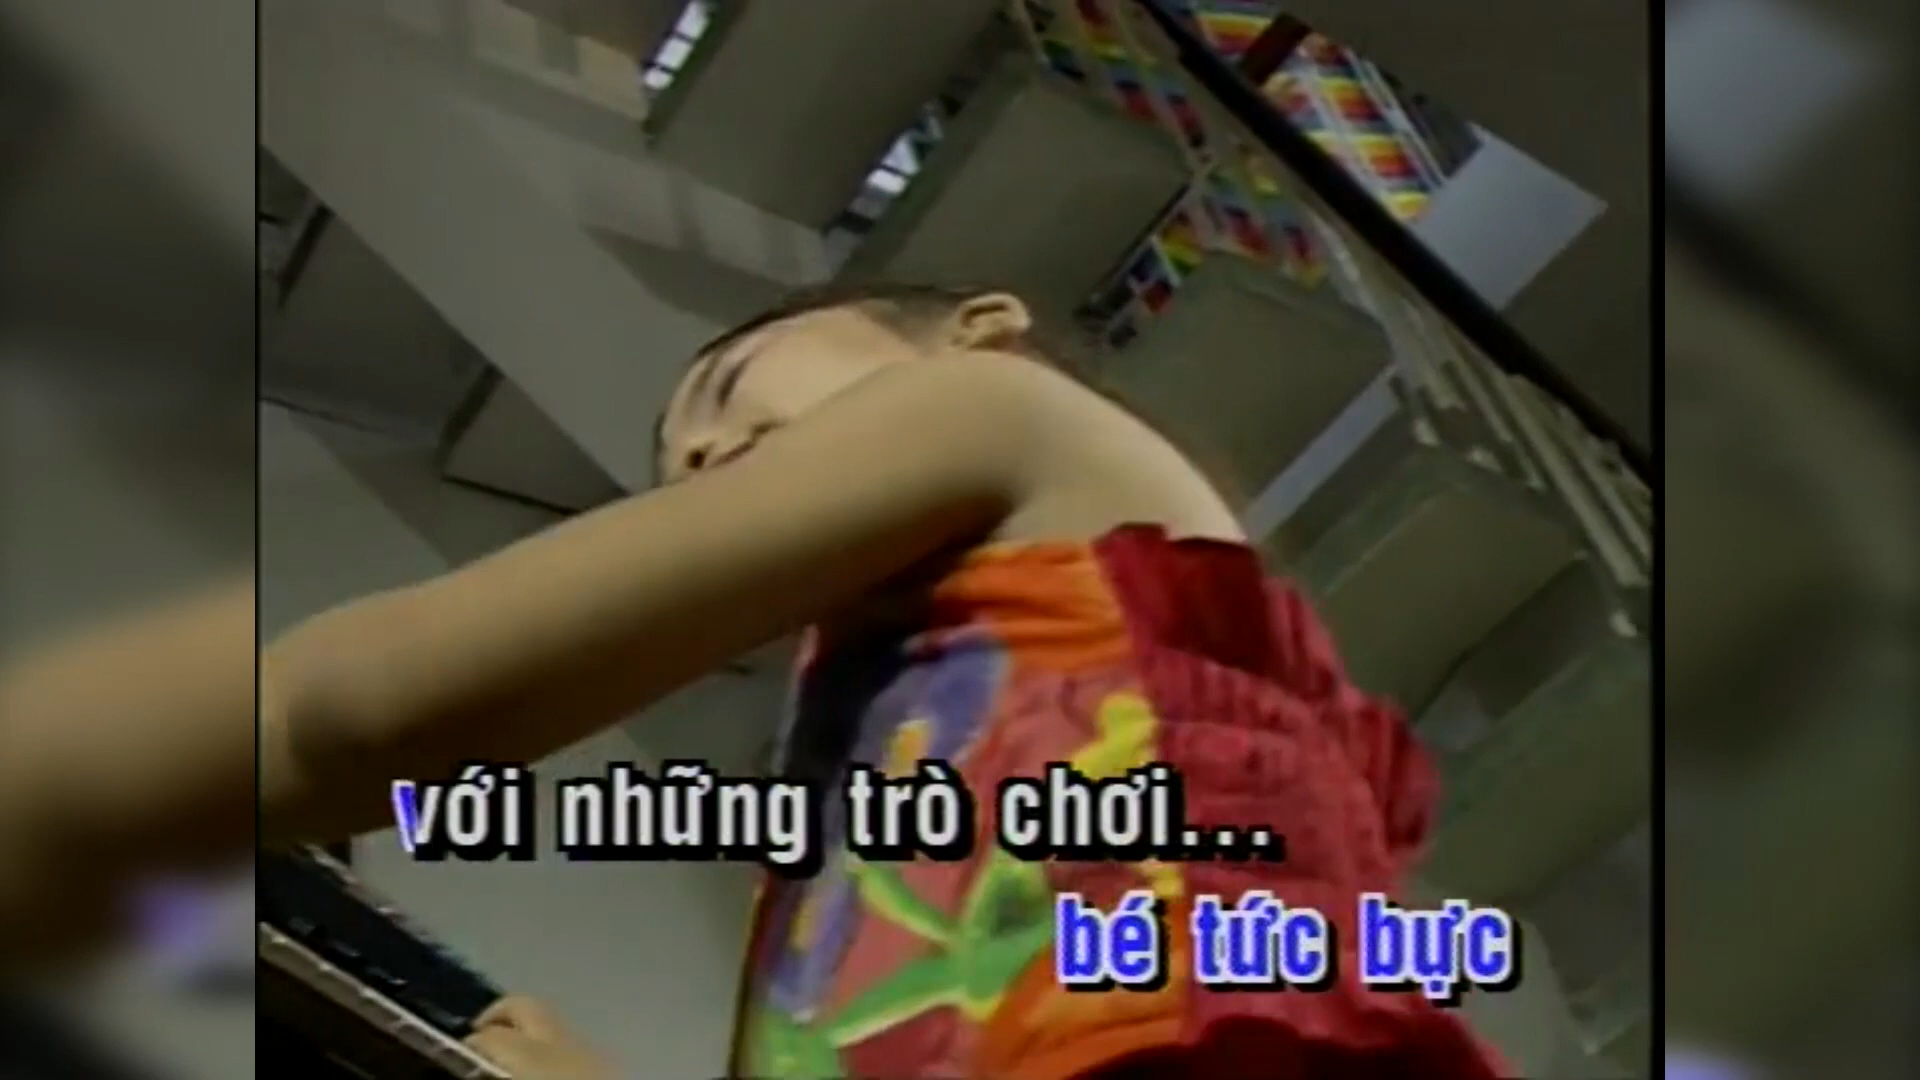 với những trò chơi...
bé tức bực